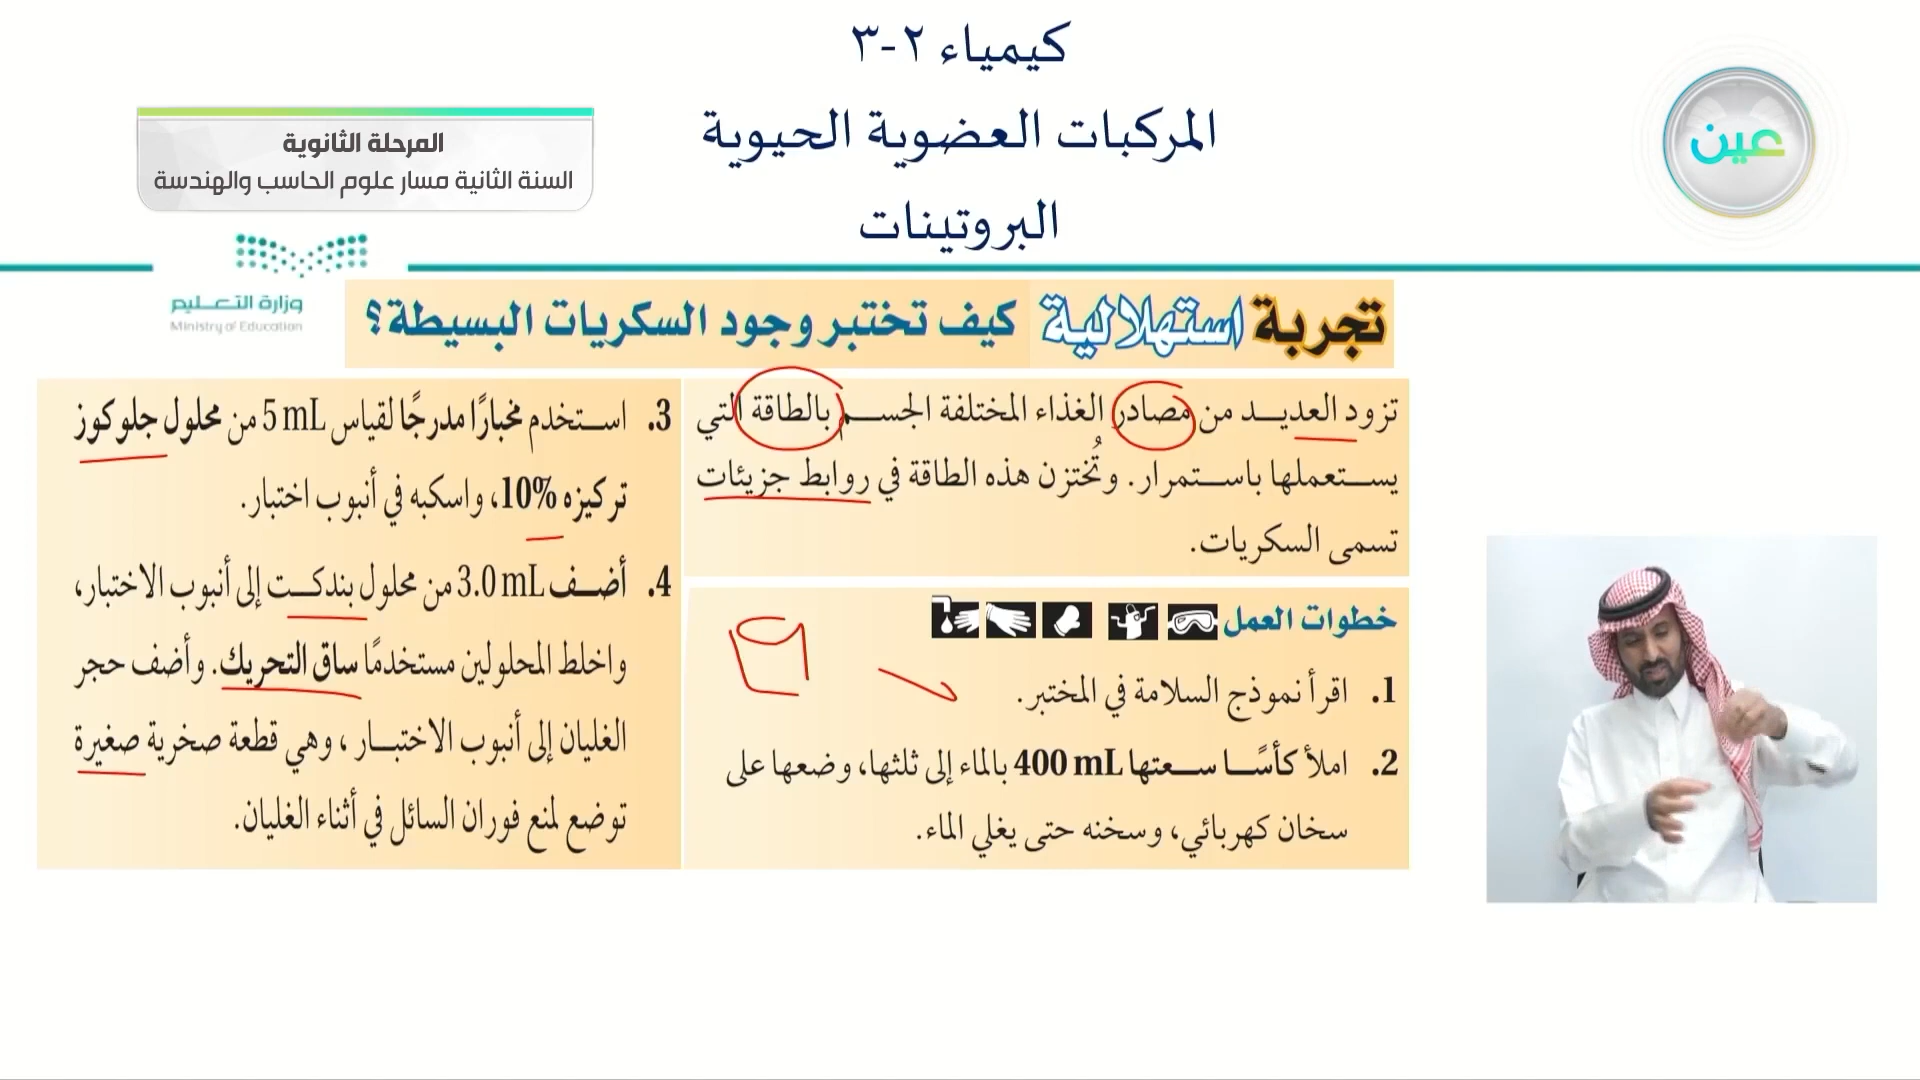 كيمياء ٢-٣
المركبات العضوية الحيوية
البروتينات
عين
المرحلة الثانوية
السنة الثانية مسار علوم الحاسب والهندسة
وزارة التعليم
Ministry of Education
تجربة استهلالية كيف تختبر وجود السكريات البسيطة؟
تزود العديد من مصادر الغذاء المختلفة الجسم بالطاقة التي
يستعملها باستمرار. وتُختزن هذه الطاقة في روابط جزيئات
تسمى السكريات.
خطوات العمل
1. اقرأ نموذج السلامة في المختبر.
2. املأ كأسًا سعتها 400 mL بالماء إلى ثلثها، وضعها على
سخان كهربائي، وسخنه حتى يغلي الماء.
3. استخدم مخبارًا مدرجًا لقياس 5 mL من محلول جلوكوز
تركيزه 10%، واسكبه في أنبوب اختبار.
4. أضف 3.0 mL من محلول بندكت إلى أنبوب الاختبار،
واخلط المحلولين مستخدمًا ساق التحريك. وأضف حجر
الغليان إلى أنبوب الاختبار، وهي قطعة صخرية صغيرة
توضع لمنع فوران السائل في أثناء الغليان.